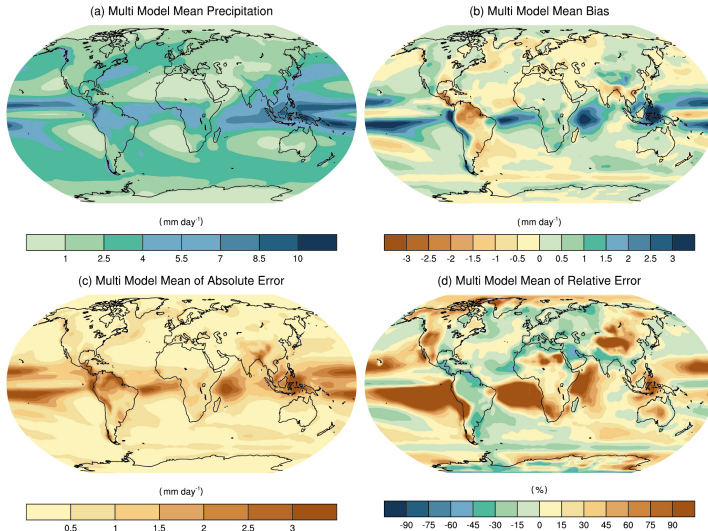 (a) Multi Model Mean Precipitation
(b) Multi Model Mean Bias
(mm day⁻¹)
1 2.5 4 5.5 7 8.5 10
(mm day⁻¹)
-3 -2.5 -2 -1.5 -1 -0.5 0 0.5 1 1.5 2 2.5 3
(c) Multi Model Mean of Absolute Error
(d) Multi Model Mean of Relative Error
(mm day⁻¹)
0.5 1 1.5 2 2.5 3
(%)
-90 -75 -60 -45 -30 -15 0 15 30 45 60 75 90